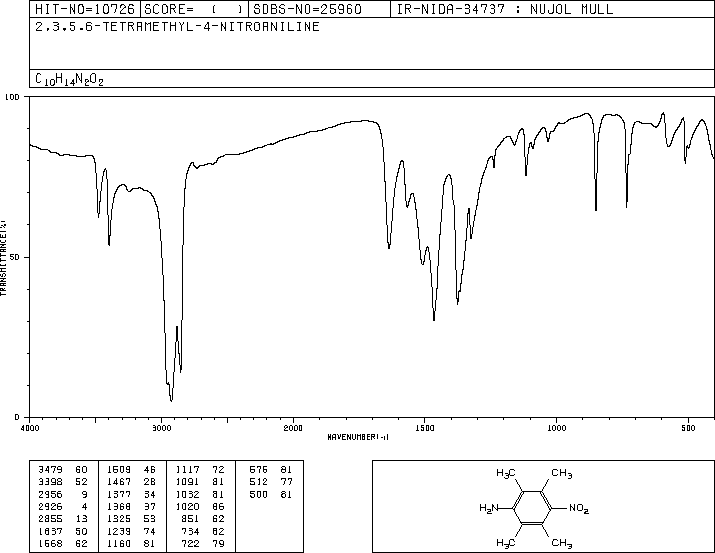 HIT-NO=10726 SCORE= ( ) SDBS-NO=25960 IR-NIDA-34737 : NUJOL MULL
2,3,5,6-TETRAMETHYL-4-NITROANILINE
C10H14N2O2
100
50
0
TRANSMITTANCE(%)
4000 3000 2000 1500 1000 500
WAVENUMBER(-1)
3479 60 1509 46 1117 72 576 81
3398 52 1467 28 1091 81 512 77
2956 9 1377 34 1032 81 500 81
2926 4 1368 37 1020 86
2855 13 1325 53 851 62
1637 50 1239 74 734 82
1568 62 1160 81 722 79
H3C CH3
H2N NO2
H3C CH3